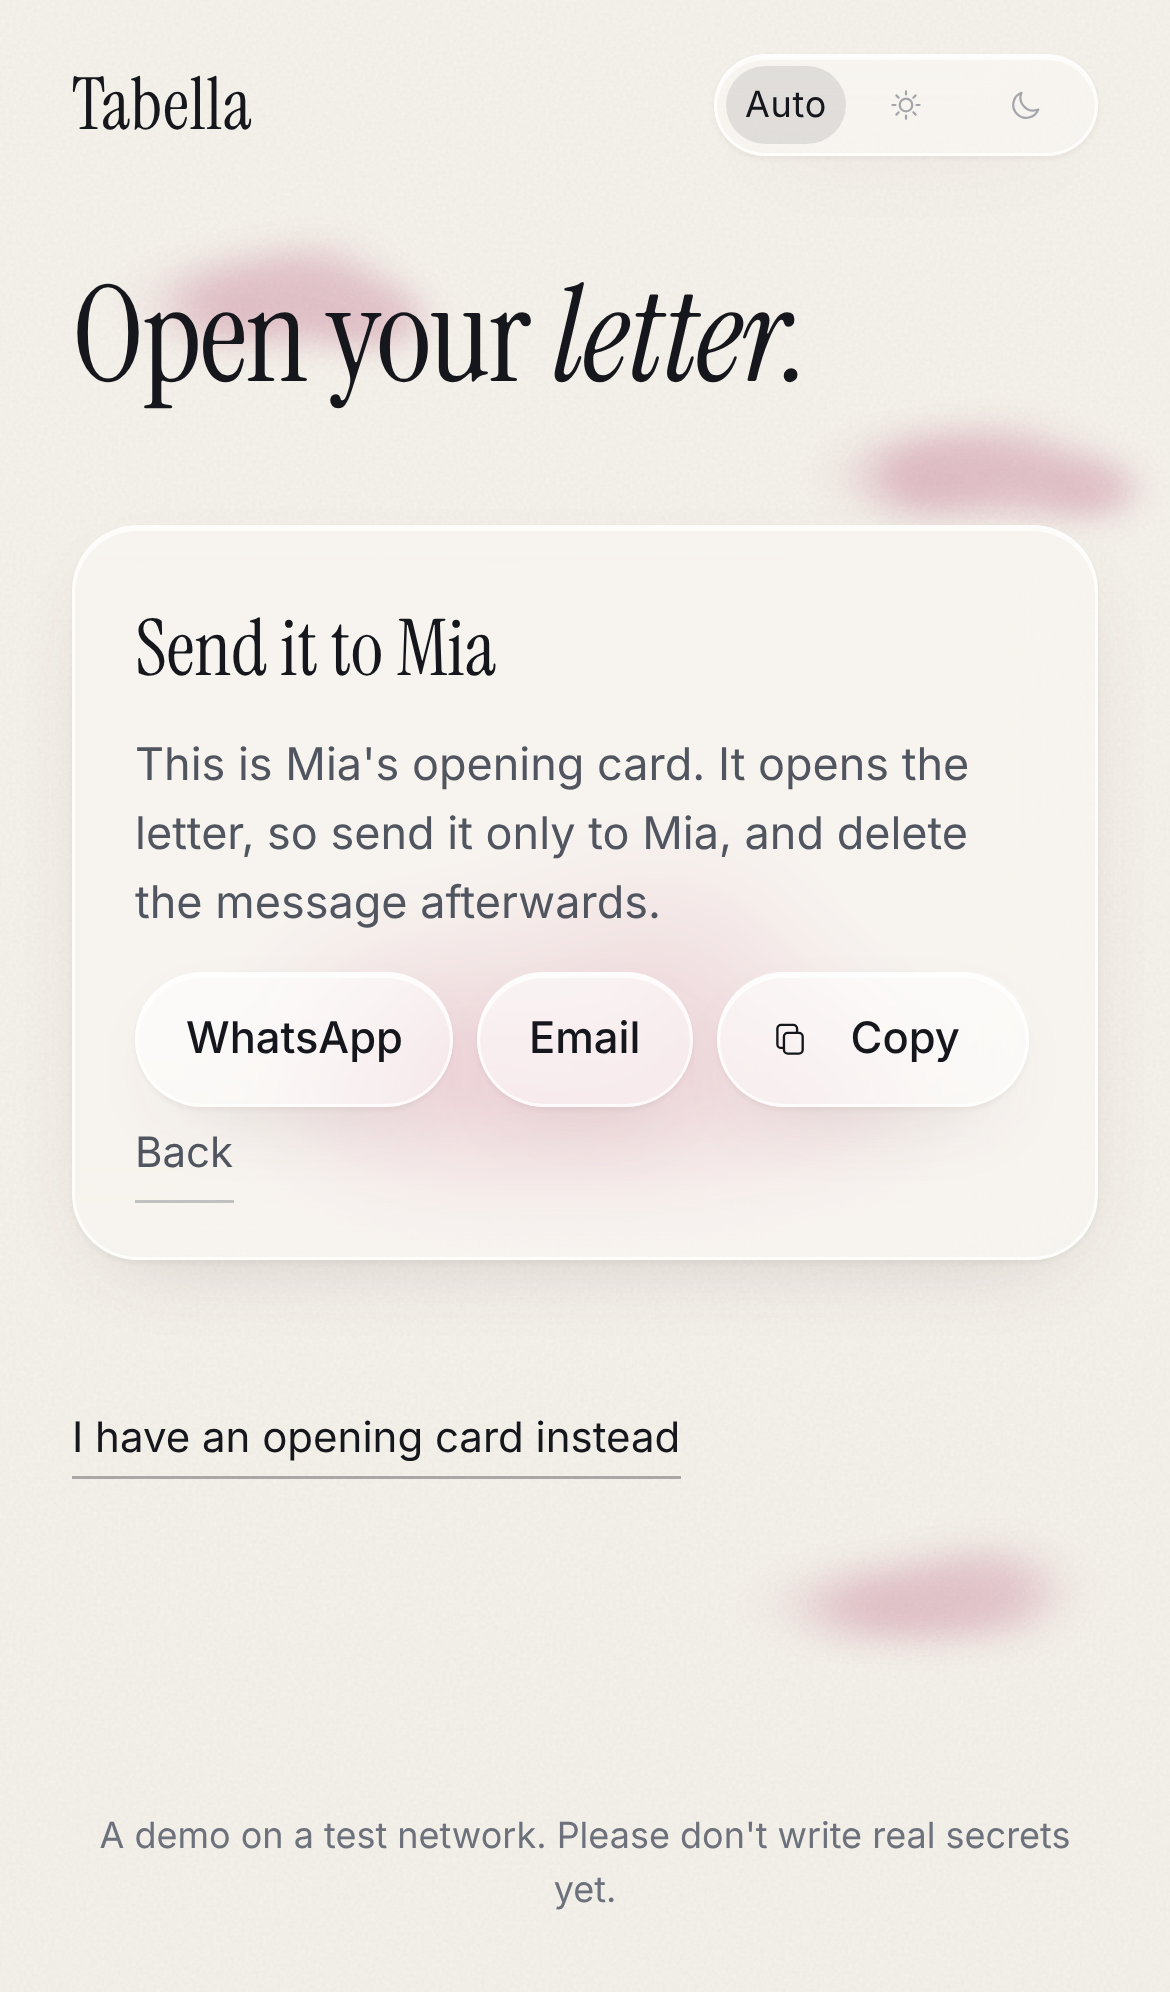 Tabella
Auto
Open your letter.
Send it to Mia
This is Mia's opening card. It opens the
letter, so send it only to Mia, and delete
the message afterwards.
WhatsApp
Email
Copy
Back
I have an opening card instead
A demo on a test network. Please don't write real secrets
yet.